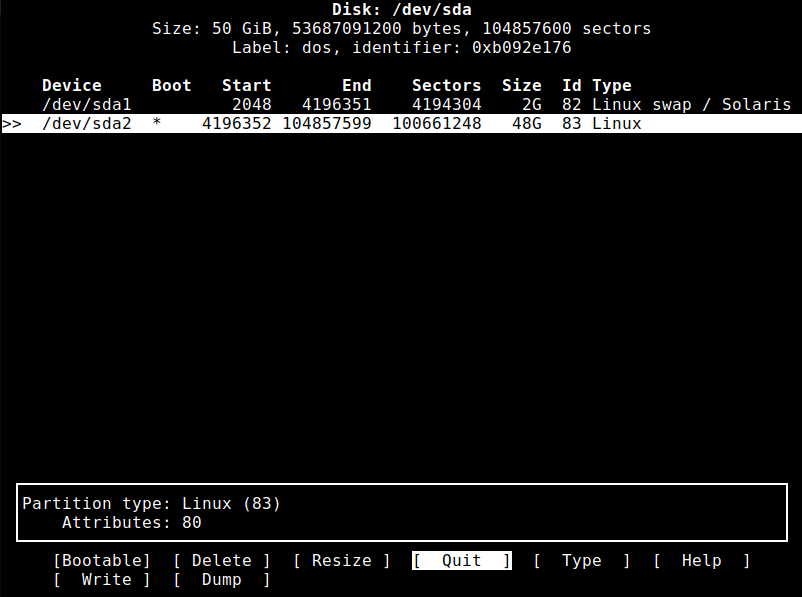 Disk: /dev/sda
Size: 50 GiB, 53687091200 bytes, 104857600 sectors
Label: dos, identifier: 0xb092e176
Device Boot Start End Sectors Size Id Type
/dev/sda1 2048 4196351 4194304 2G 82 Linux swap / Solaris
>> /dev/sda2 * 4196352 104857599 100661248 48G 83 Linux
Partition type: Linux (83)
Attributes: 80
[Bootable] [ Delete ] [ Resize ] [ Quit ] [ Type ] [ Help ]
[ Write ] [ Dump ]